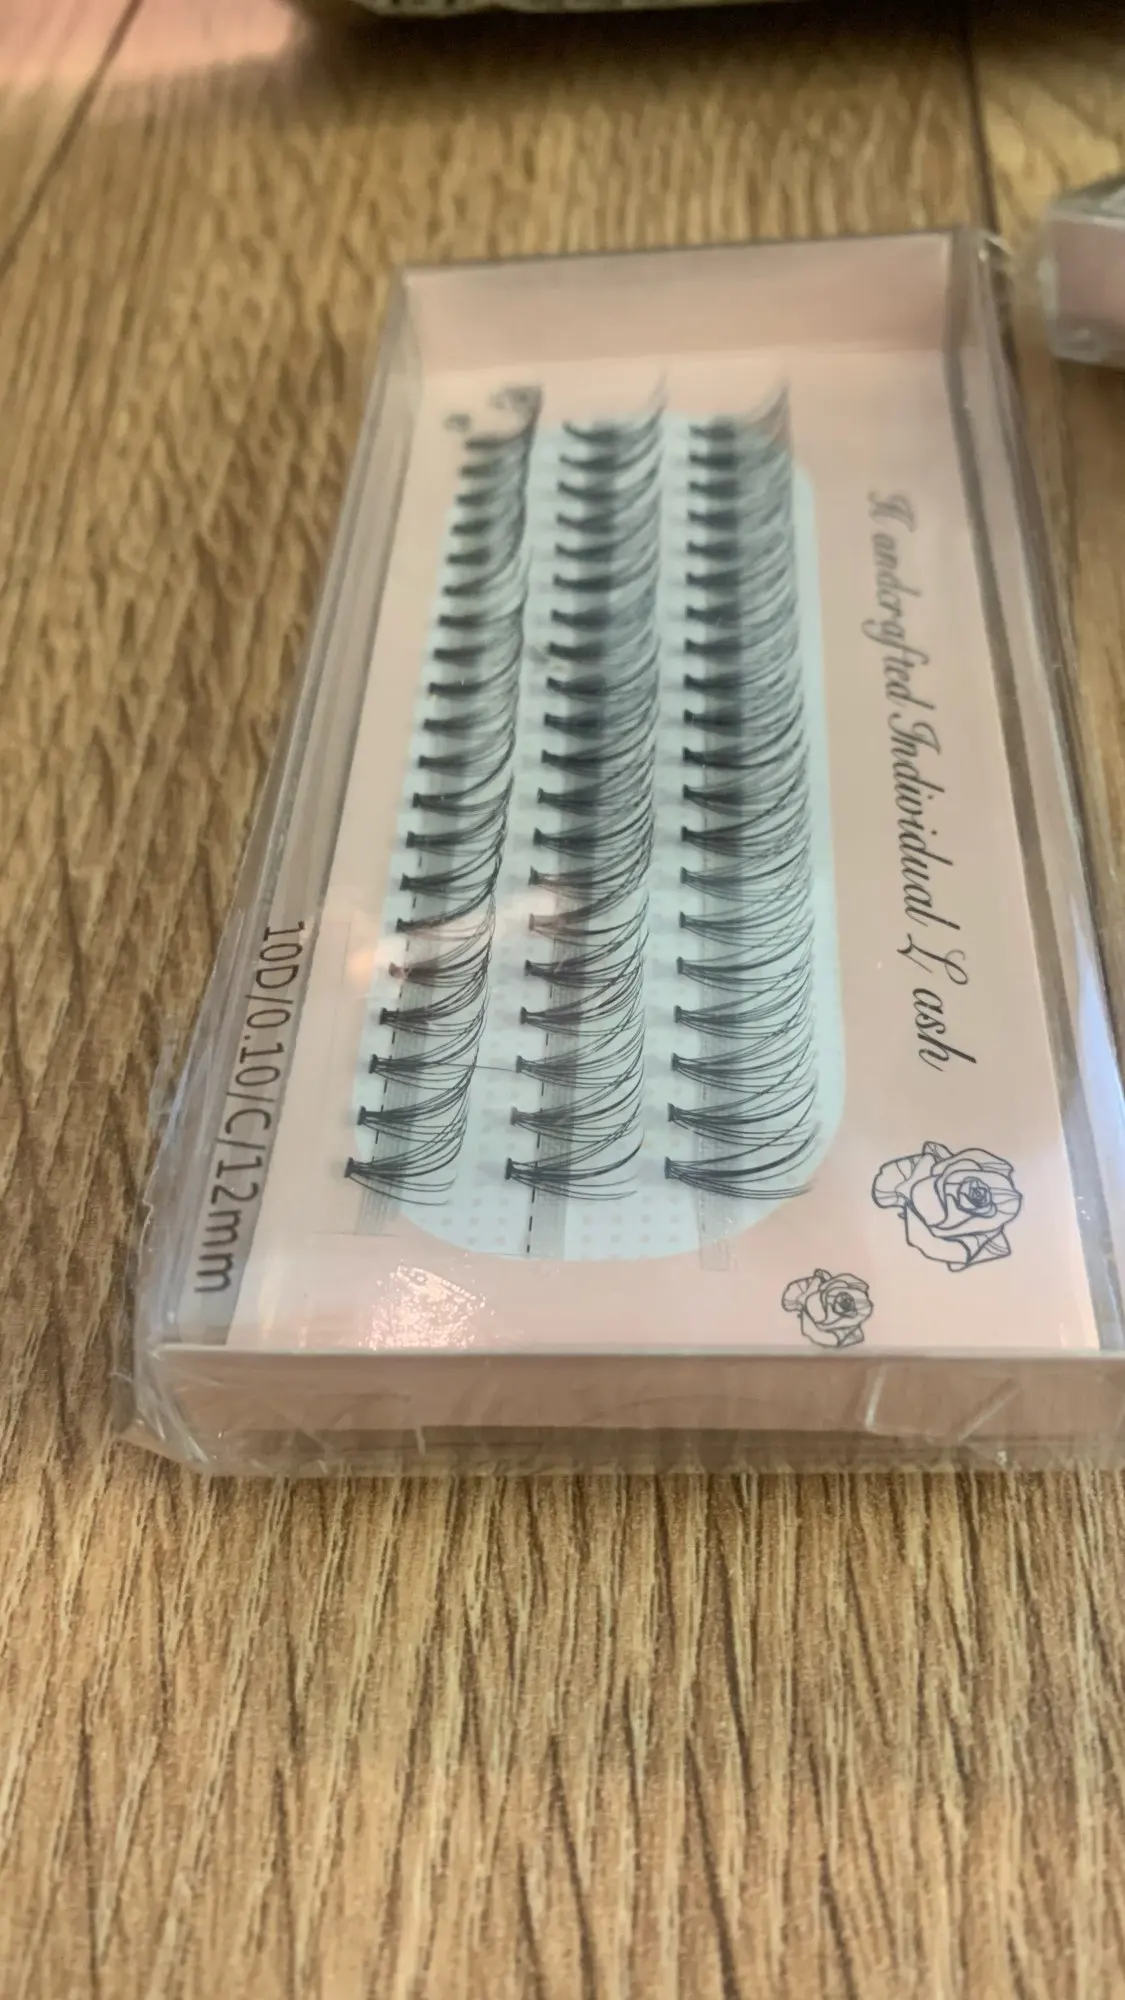 Handcrafted Individual Lash
10D/0.10/C/12mm